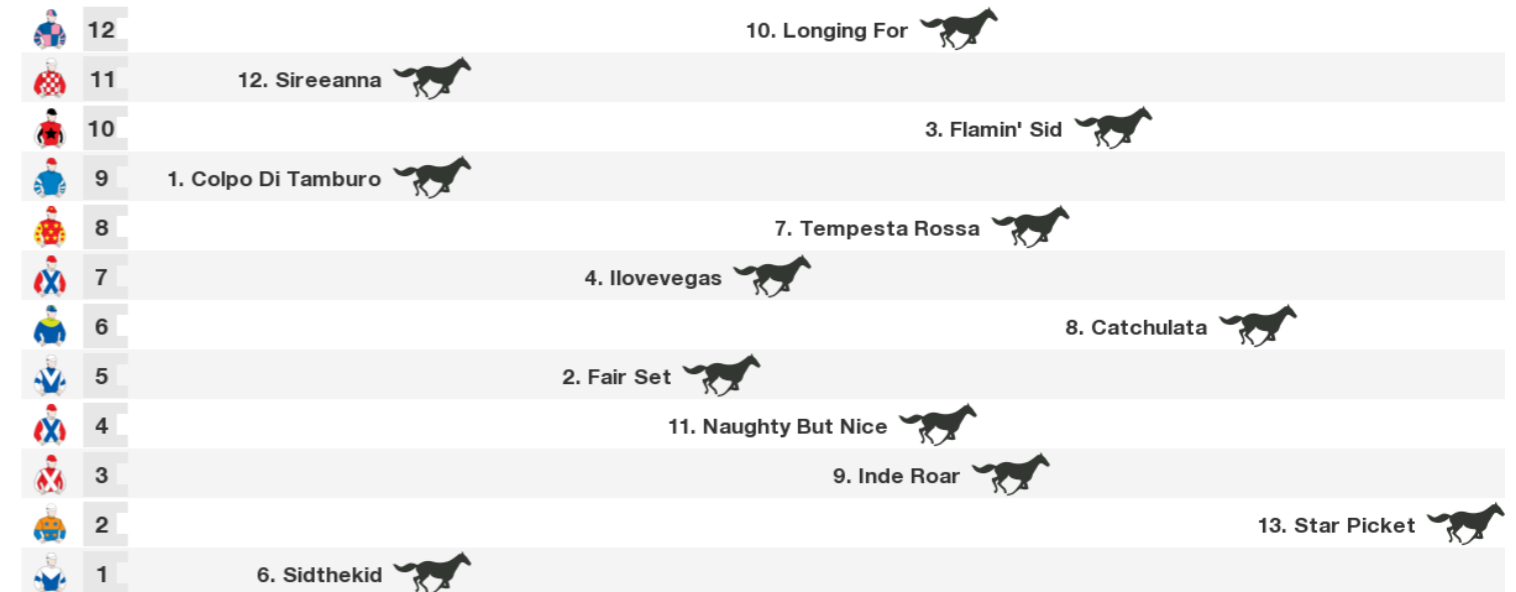 12 10. Longing For
11 12. Sireeanna
10 3. Flamin' Sid
9 1. Colpo Di Tamburo
8 7. Tempesta Rossa
7 4. Ilovevegas
6 8. Catchulata
5 2. Fair Set
4 11. Naughty But Nice
3 9. Inde Roar
2 13. Star Picket
1 6. Sidthekid